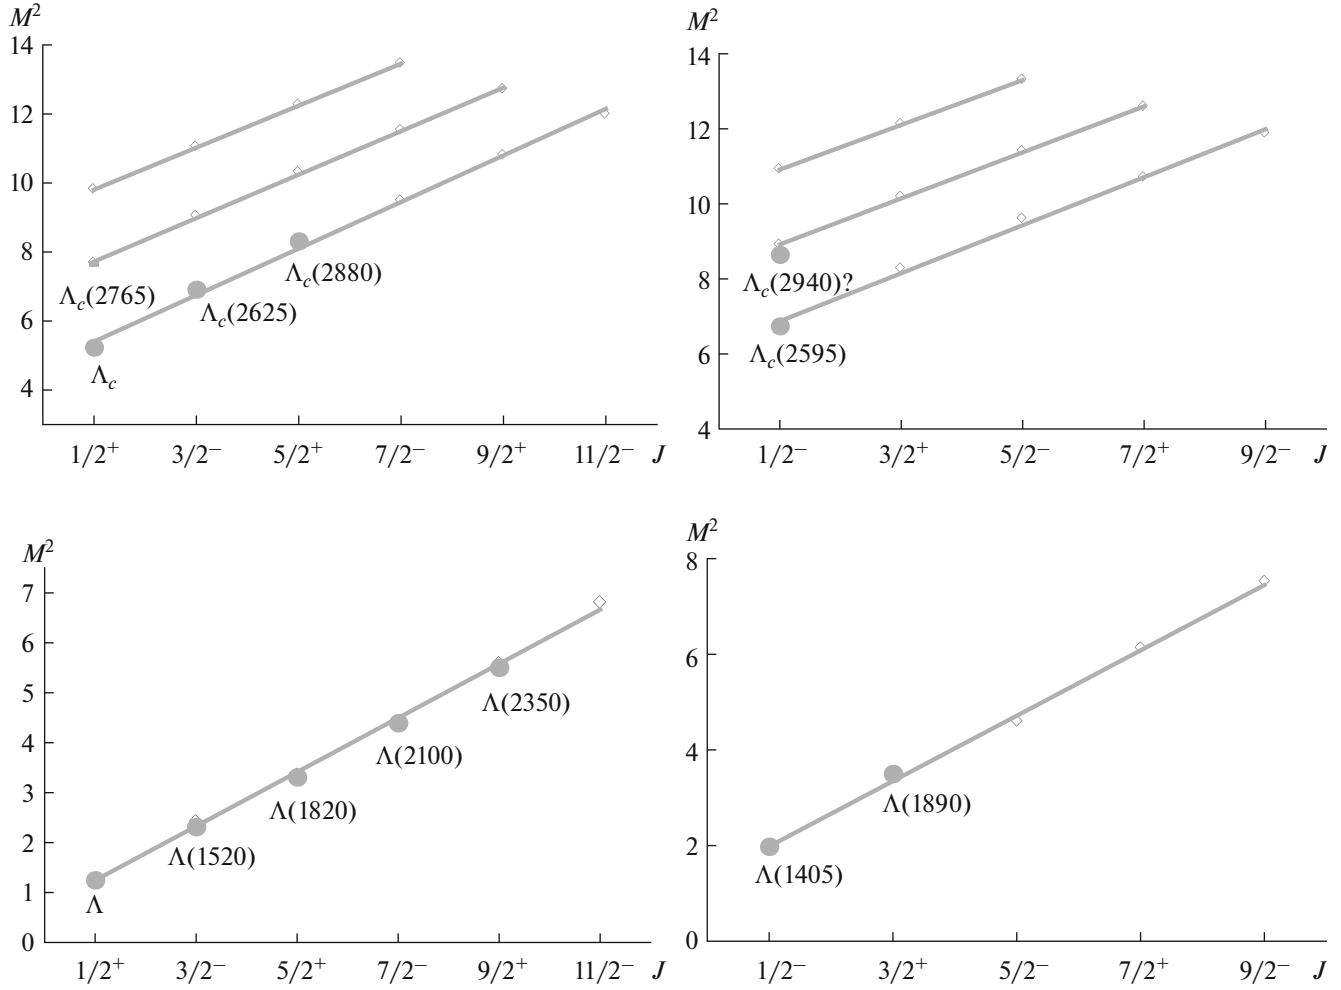 M²
14
12
10
8
6
4
Λc(2765)
Λc(2880)
Λc(2625)
Λc
1/2⁺ 3/2⁻ 5/2⁺ 7/2⁻ 9/2⁺ 11/2⁻ J
M²
14
12
10
8
6
4
Λc(2940)?
Λc(2595)
1/2⁻ 3/2⁺ 5/2⁻ 7/2⁺ 9/2⁻ J
M²
7
6
5
4
3
2
1
0
Λ(2350)
Λ(2100)
Λ(1820)
Λ(1520)
Λ
1/2⁺ 3/2⁻ 5/2⁺ 7/2⁻ 9/2⁺ 11/2⁻ J
M²
8
6
4
2
0
Λ(1890)
Λ(1405)
1/2⁻ 3/2⁺ 5/2⁻ 7/2⁺ 9/2⁻ J